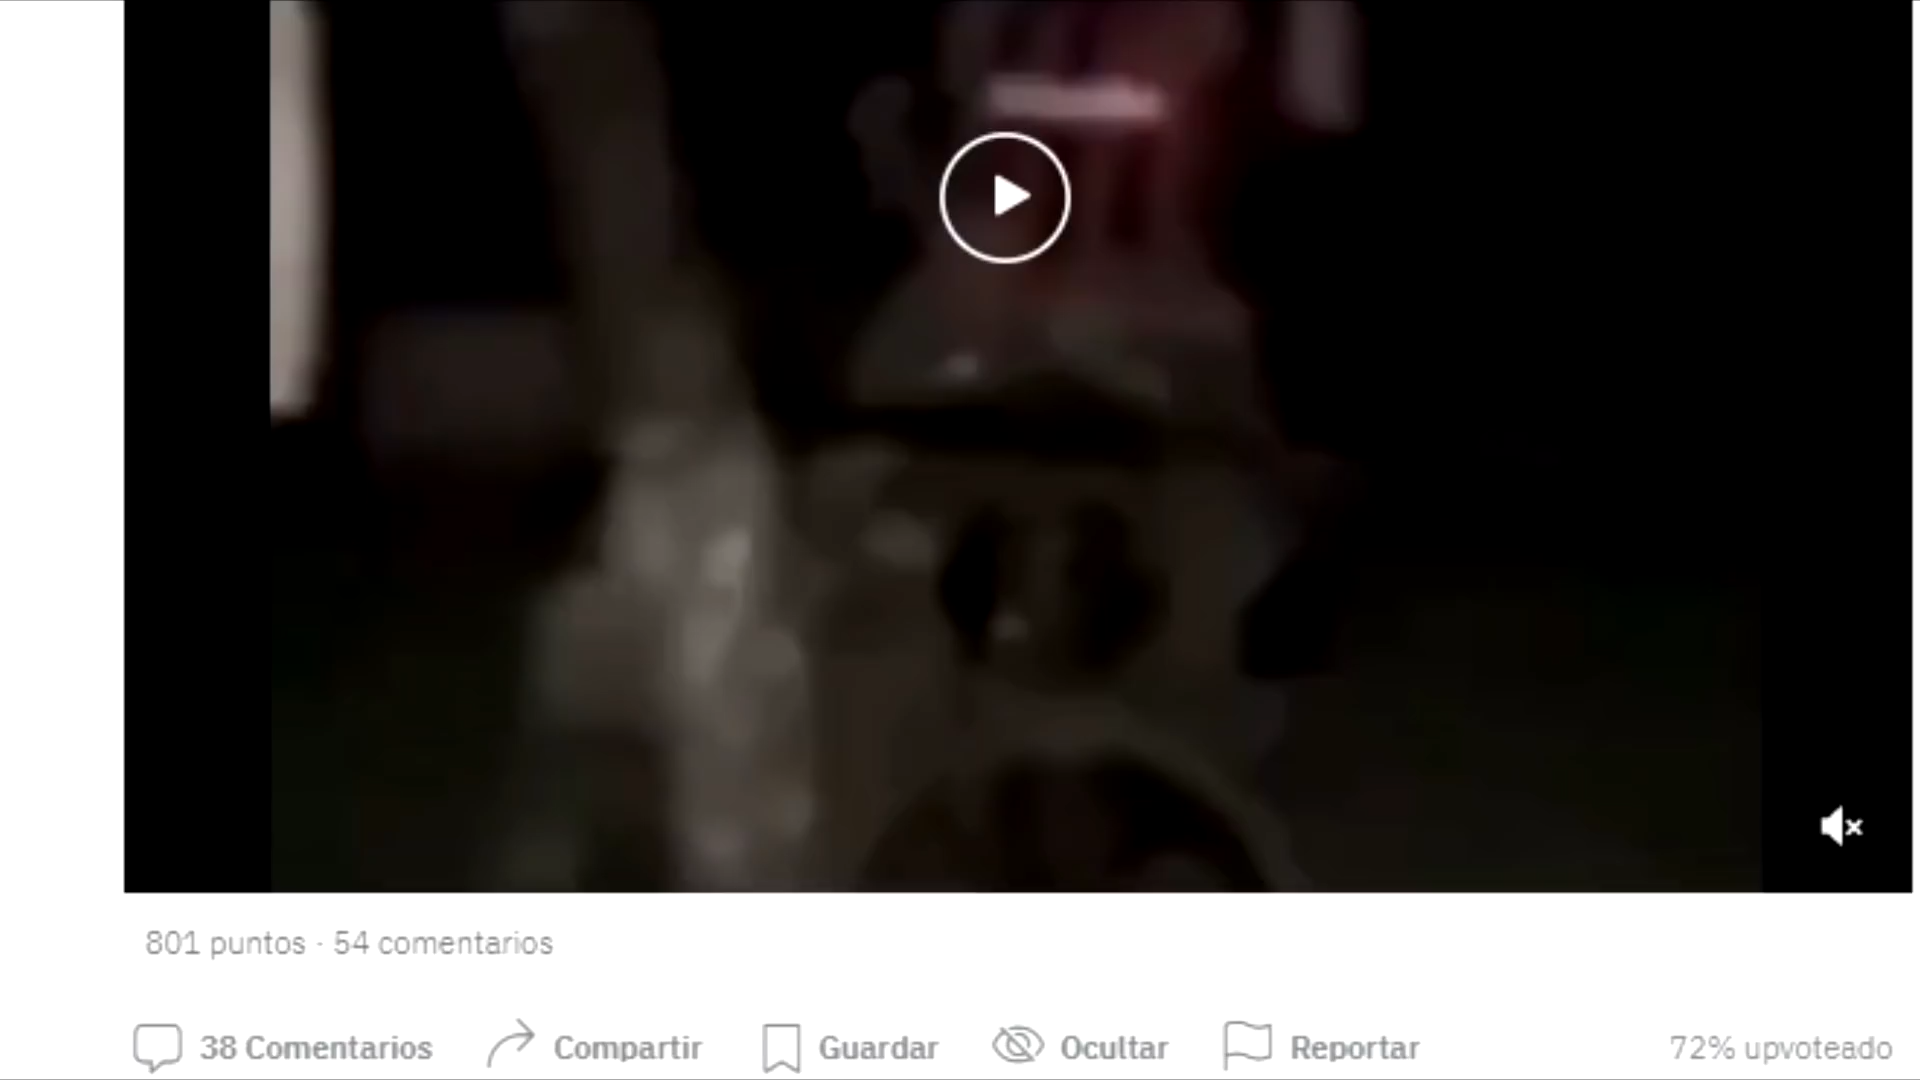 801 puntos · 54 comentarios
38 Comentarios Compartir Guardar Ocultar Reportar 72% upvoteado